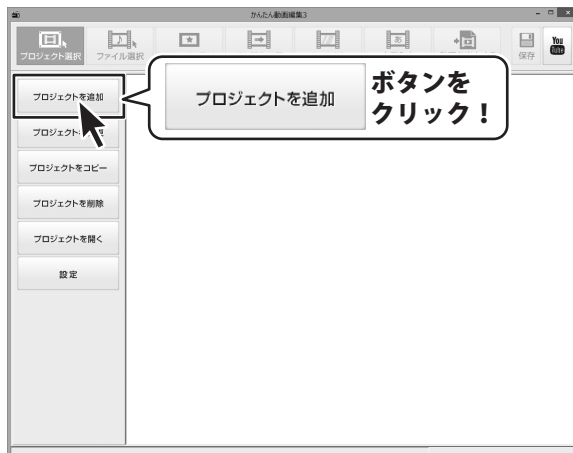 かんたん動画編集3
プロジェクト選択
ファイル選択
保存
You
Tube
プロジェクトを追加
プロジェクトを追加
ボタンを
クリック！
プロジェクト
プロジェクトをコピー
プロジェクトを削除
プロジェクトを開く
設定